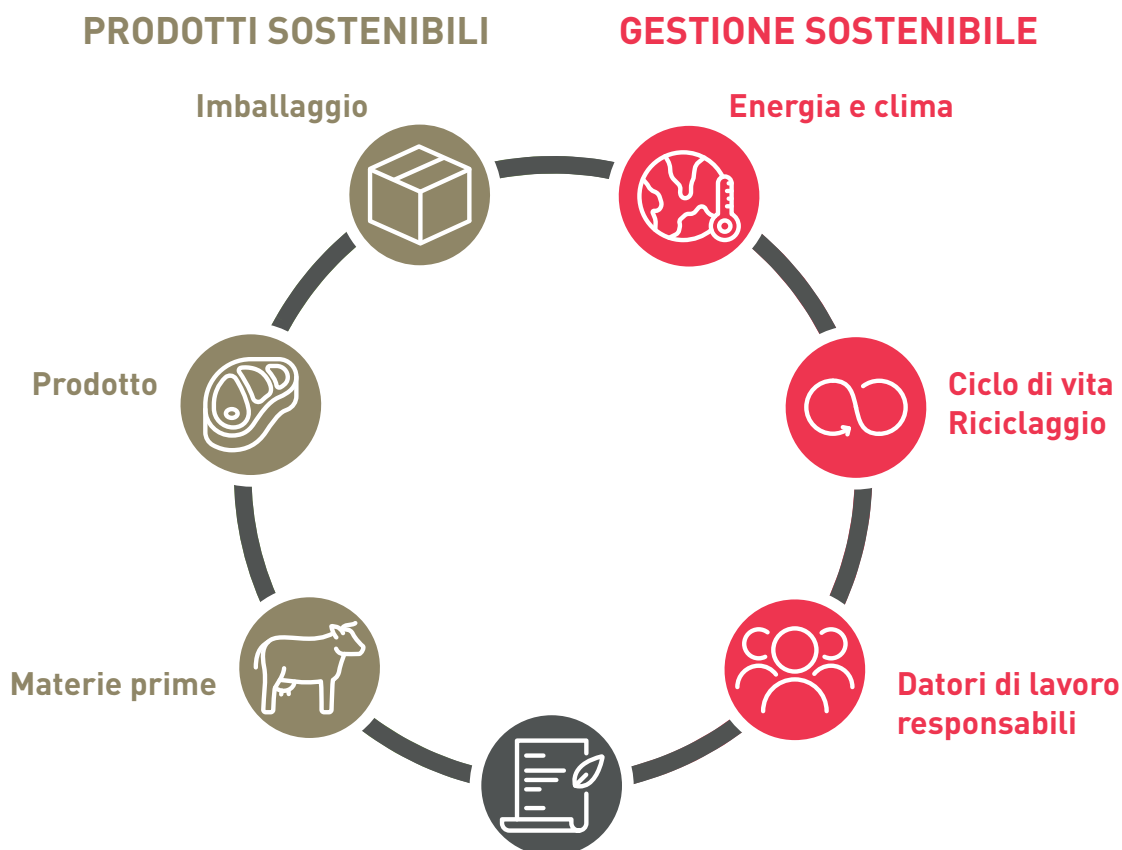 PRODOTTI SOSTENIBILI
GESTIONE SOSTENIBILE
Imballaggio
Energia e clima
Prodotto
Ciclo di vita
Riciclaggio
Materie prime
Datori di lavoro
responsabili